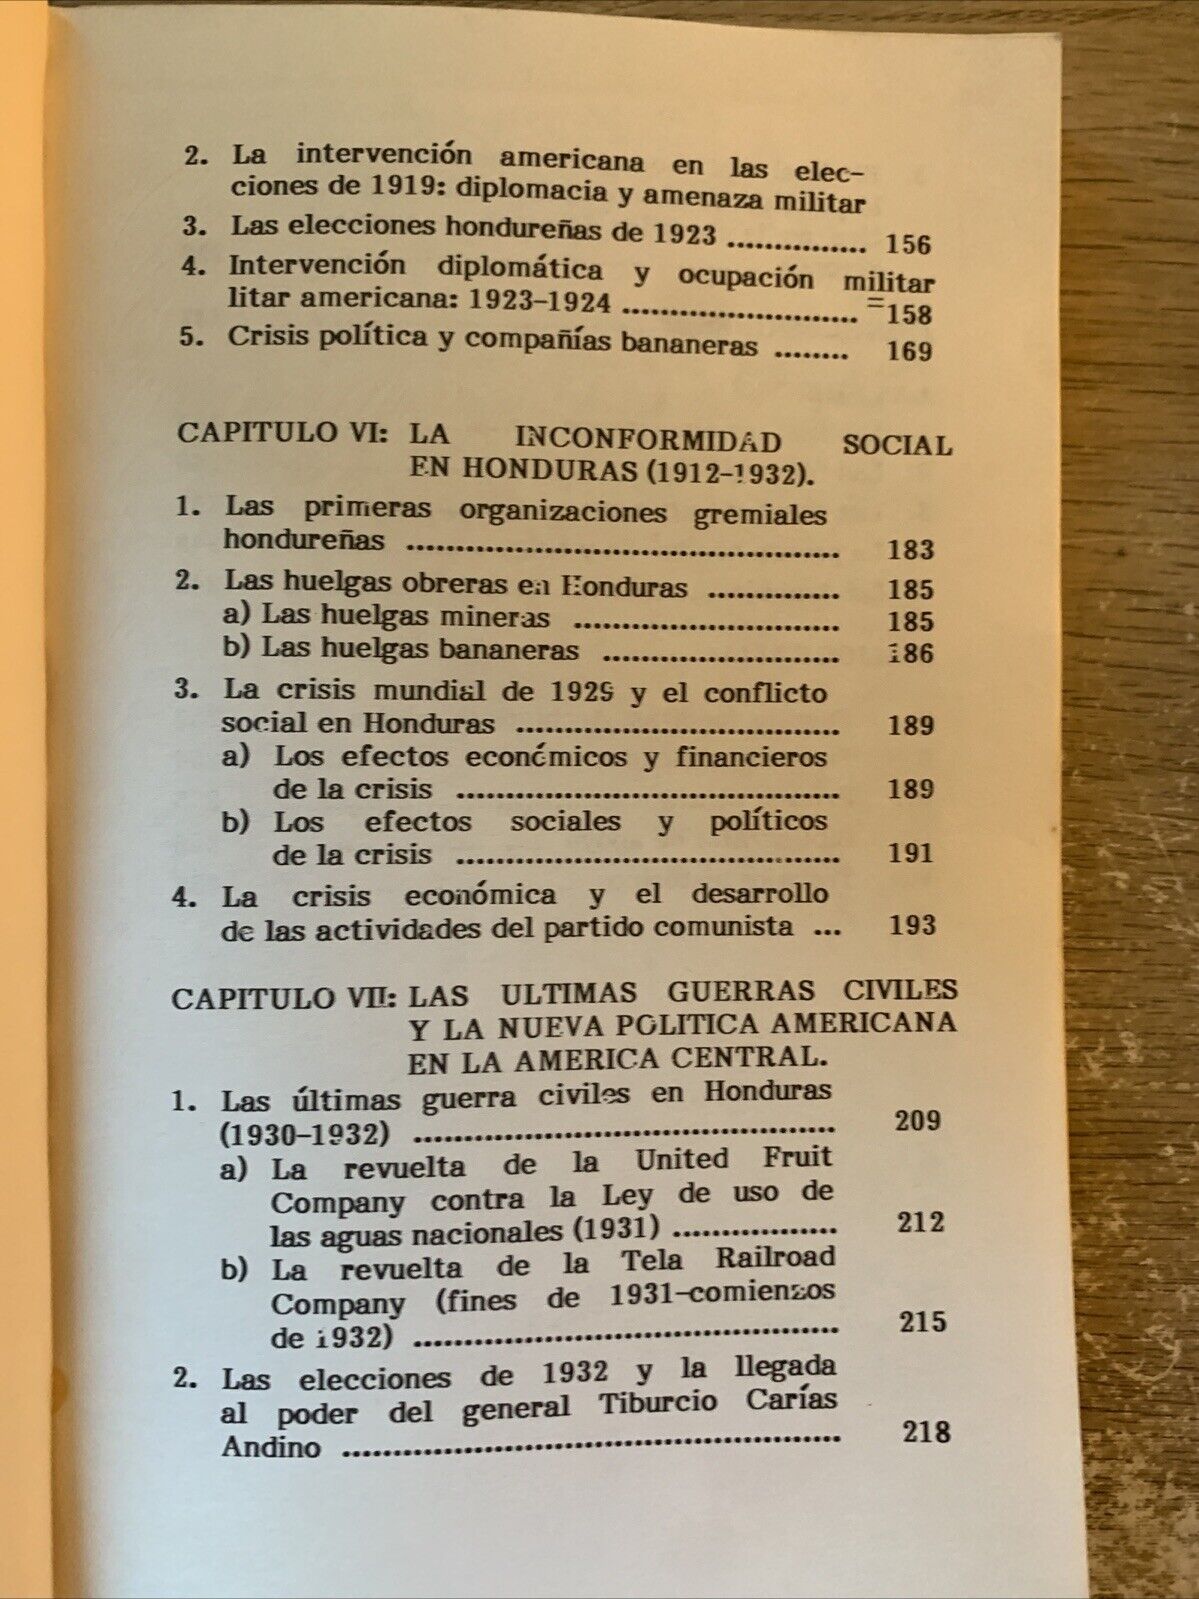 2. La intervención americana en las elec-
ciones de 1919: diplomacia y amenaza militar
3. Las elecciones hondureñas de 1923 ............... 156
4. Intervención diplomática y ocupación militar
litar americana: 1923-1924 ........................ =158
5. Crisis política y compañías bananeras ........ 169
CAPITULO VI: LA INCONFORMIDAD SOCIAL
EN HONDURAS (1912-1932).
1. Las primeras organizaciones gremiales
hondureñas ............................................ 183
2. Las huelgas obreras en Honduras .............. 185
a) Las huelgas mineras ........................... 185
b) Las huelgas bananeras ........................ 186
3. La crisis mundial de 1929 y el conflicto
social en Honduras ................................. 189
a) Los efectos económicos y financieros
de la crisis ....................................... 189
b) Los efectos sociales y políticos
de la crisis ....................................... 191
4. La crisis económica y el desarrollo
de las actividades del partido comunista ... 193
CAPITULO VII: LAS ULTIMAS GUERRAS CIVILES
Y LA NUEVA POLITICA AMERICANA
EN LA AMERICA CENTRAL.
1. Las últimas guerra civiles en Honduras
(1930-1932) ........................................... 209
a) La revuelta de la United Fruit
Company contra la Ley de uso de
las aguas nacionales (1931) ................. 212
b) La revuelta de la Tela Railroad
Company (fines de 1931-comienzos
de 1932) ........................................... 215
2. Las elecciones de 1932 y la llegada
al poder del general Tiburcio Carías
Andino .................................................. 218